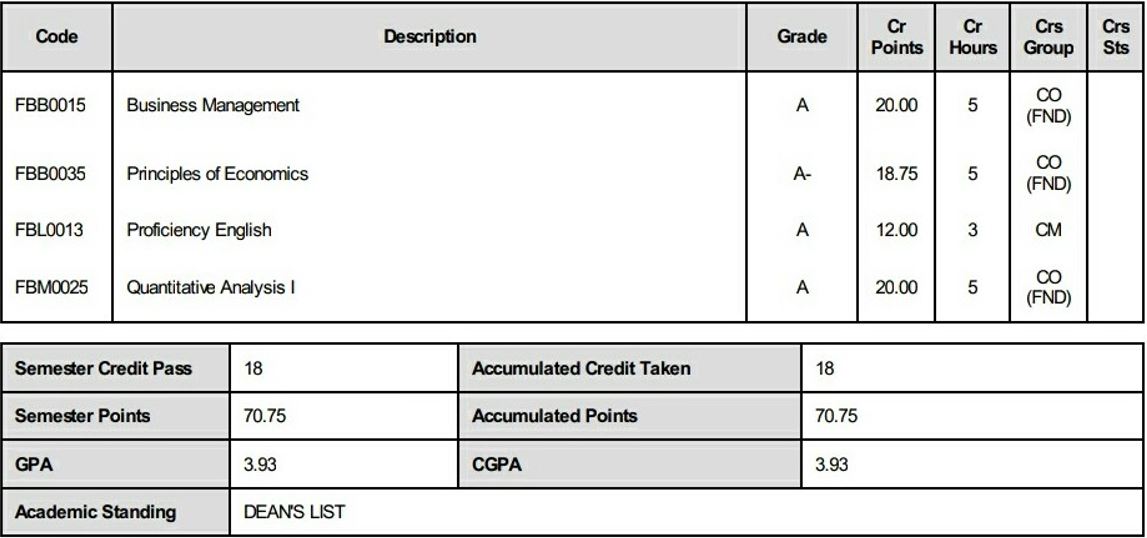 Code Description Grade Cr Points Cr Hours Crs Group Crs Sts
FBB0015 Business Management A 20.00 5 CO (FND)
FBB0035 Principles of Economics A- 18.75 5 CO (FND)
FBL0013 Proficiency English A 12.00 3 CM
FBM0025 Quantitative Analysis I A 20.00 5 CO (FND)
Semester Credit Pass 18 Accumulated Credit Taken 18
Semester Points 70.75 Accumulated Points 70.75
GPA 3.93 CGPA 3.93
Academic Standing DEAN'S LIST